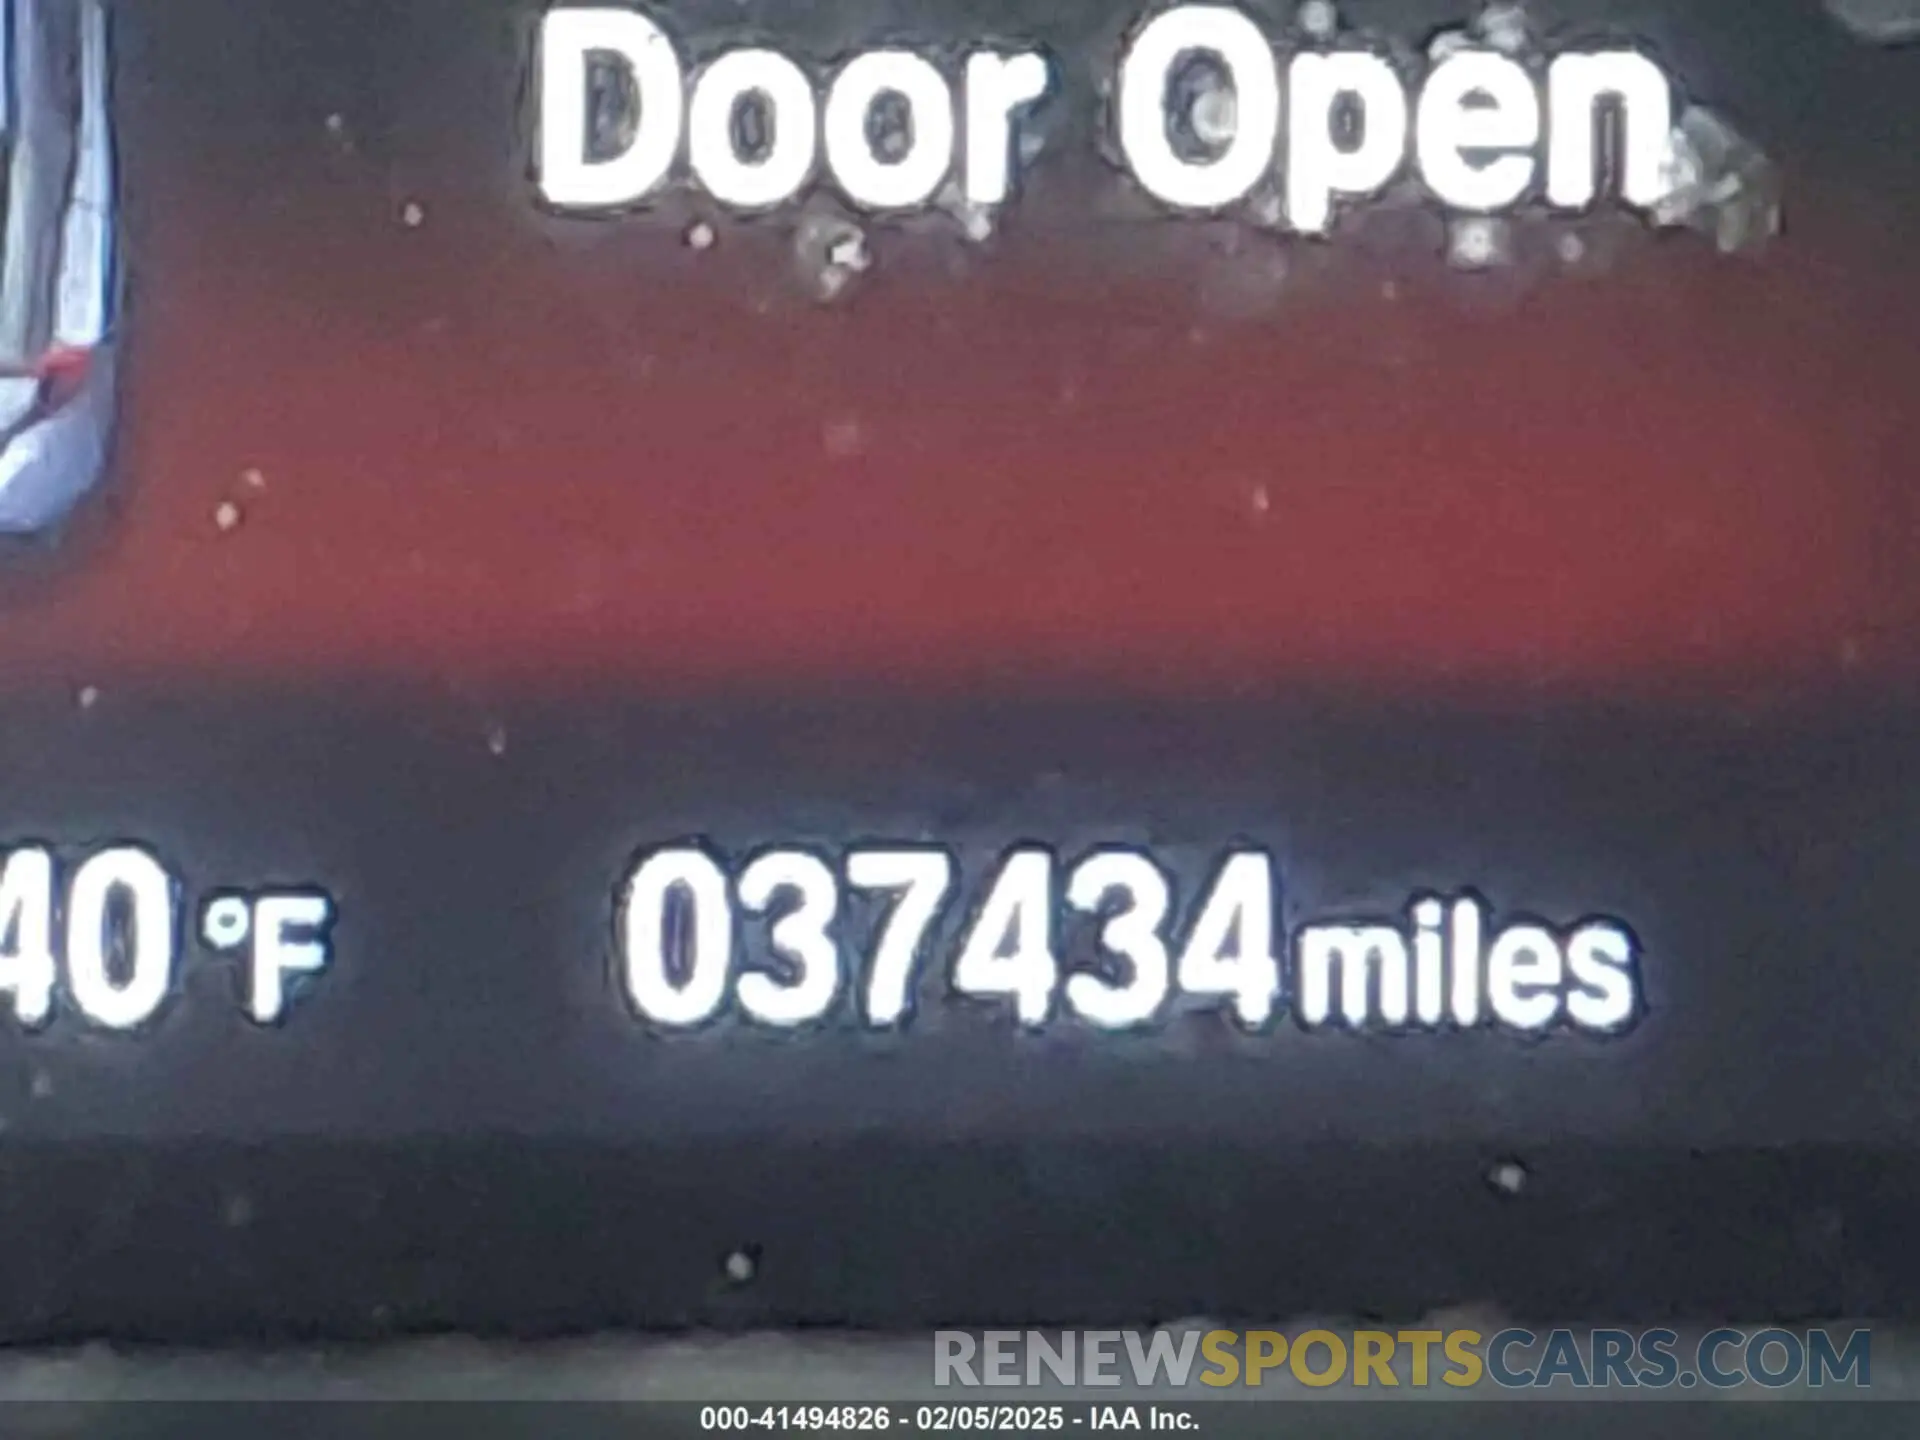 Door Open
40 °F 037434 miles
RENEWSPORTSCARS.COM
000-41494826 - 02/05/2025 - IAA Inc.